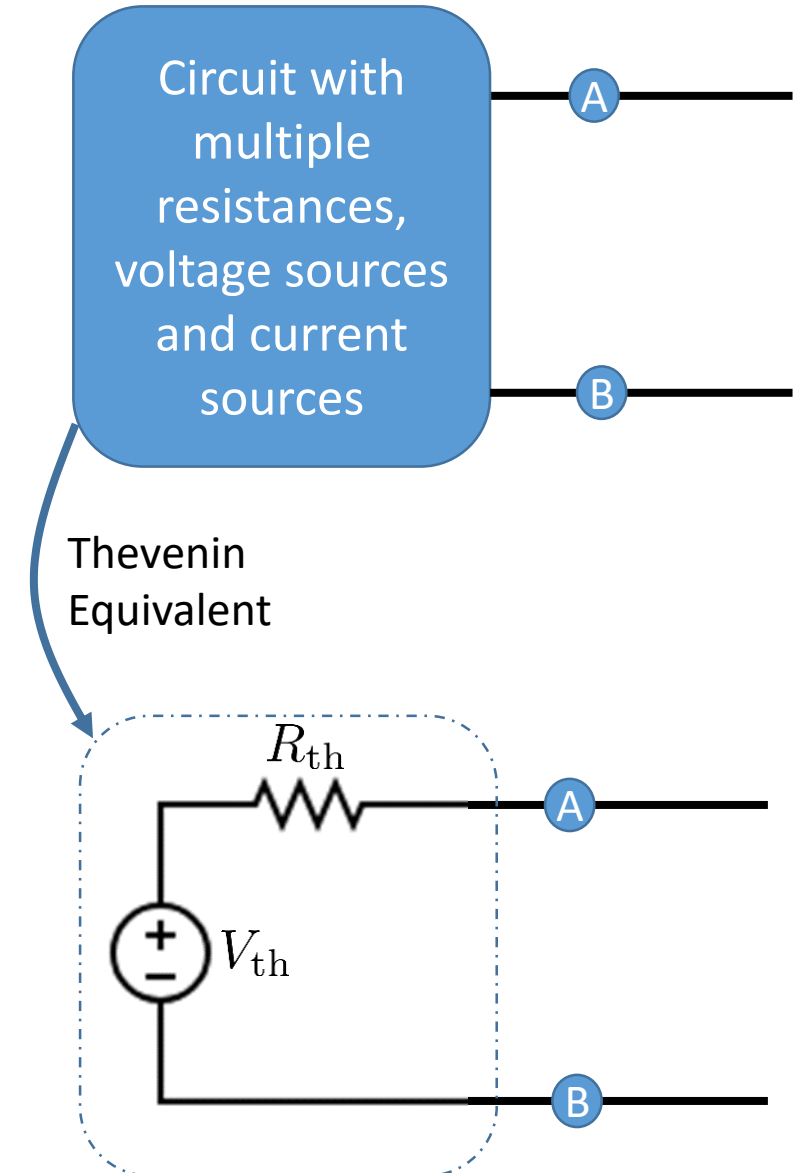 Circuit with
multiple
resistances,
voltage sources
and current
sources
A
B
Thevenin
Equivalent
R_th
A
+
−
V_th
B